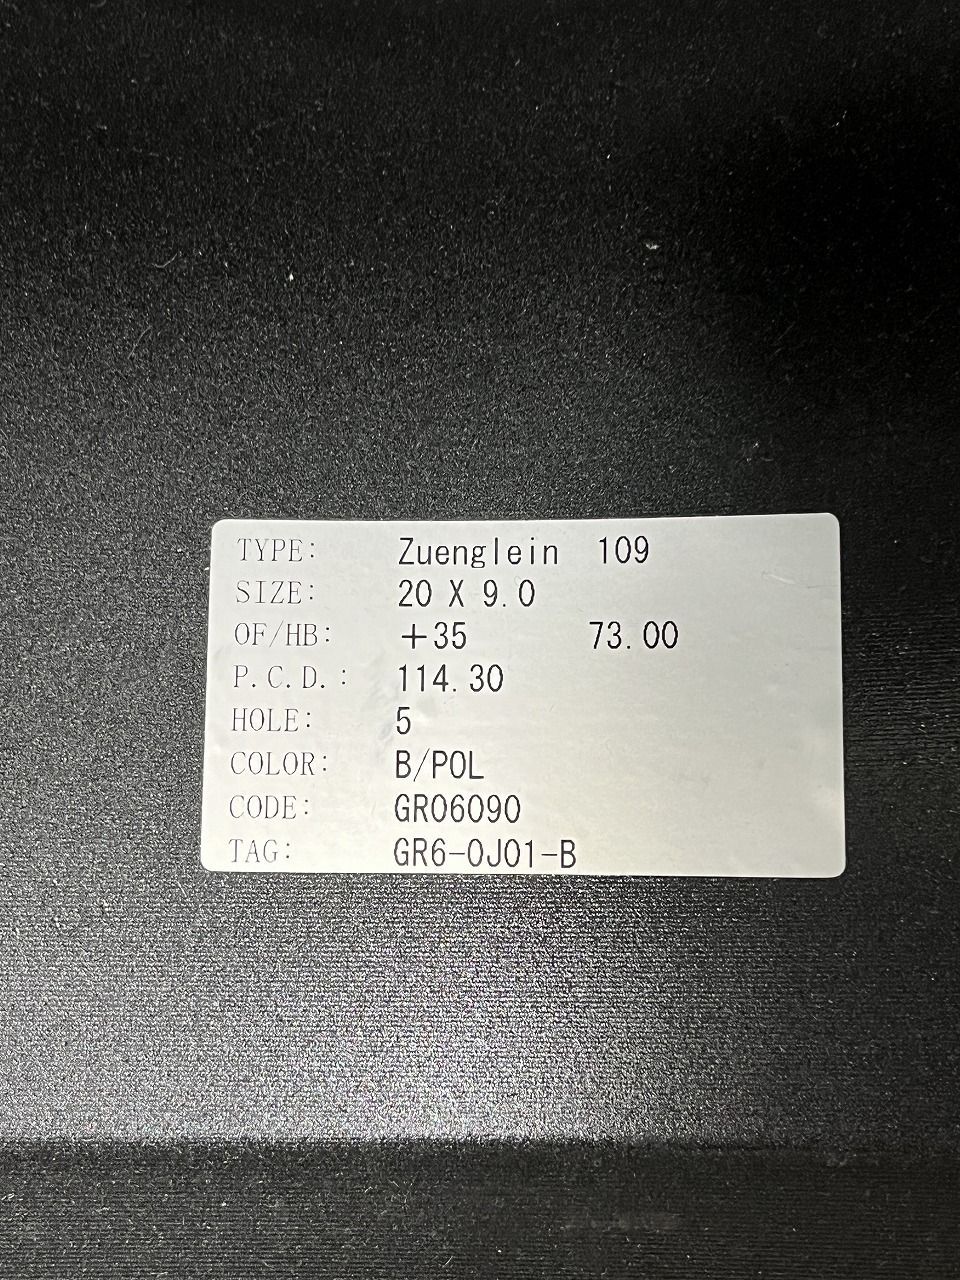 TYPE: Zuenglein 109
SIZE: 20 X 9.0
OF/HB: +35 73.00
P.C.D.: 114.30
HOLE: 5
COLOR: B/POL
CODE: GR06090
TAG: GR6-0J01-B